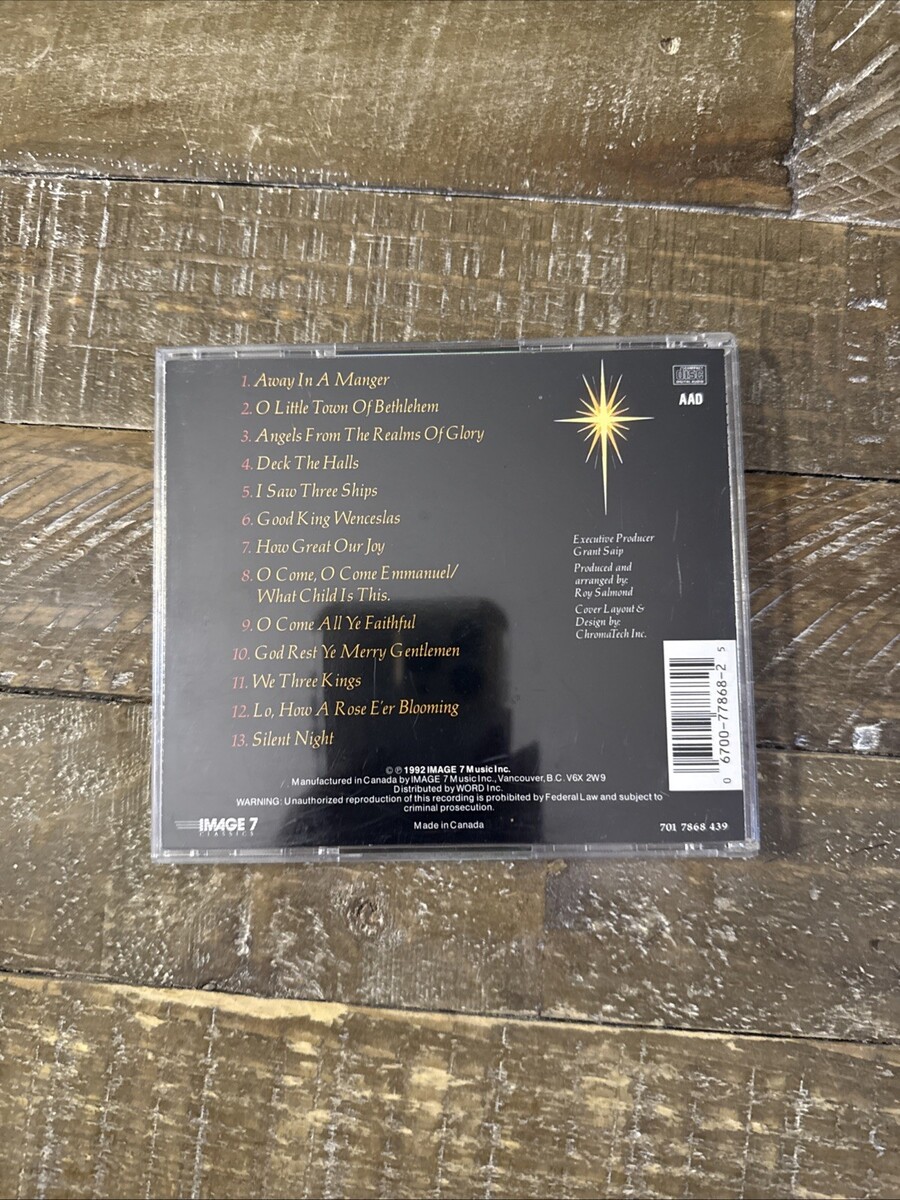 1. Away In A Manger
2. O Little Town Of Bethlehem
3. Angels From The Realms Of Glory
4. Deck The Halls
5. I Saw Three Ships
6. Good King Wenceslas
7. How Great Our Joy
8. O Come, O Come Emmanuel/
What Child Is This.
9. O Come All Ye Faithful
10. God Rest Ye Merry Gentlemen
11. We Three Kings
12. Lo, How A Rose E'er Blooming
13. Silent Night
COMPACT
disc
DIGITAL AUDIO
AAD
Executive Producer
Grant Saip
Produced and
arranged by:
Roy Salmond
Cover Layout &
Design by:
ChromaTech Inc.
0 6700-77868-2 5
© ℗ 1992 IMAGE 7 Music Inc.
Manufactured in Canada by IMAGE 7 Music Inc., Vancouver, B.C. V6X 2W9
Distributed by WORD Inc.
WARNING: Unauthorized reproduction of this recording is prohibited by Federal Law and subject to
criminal prosecution.
IMAGE 7
CLASSICS
Made in Canada
701 7868 439